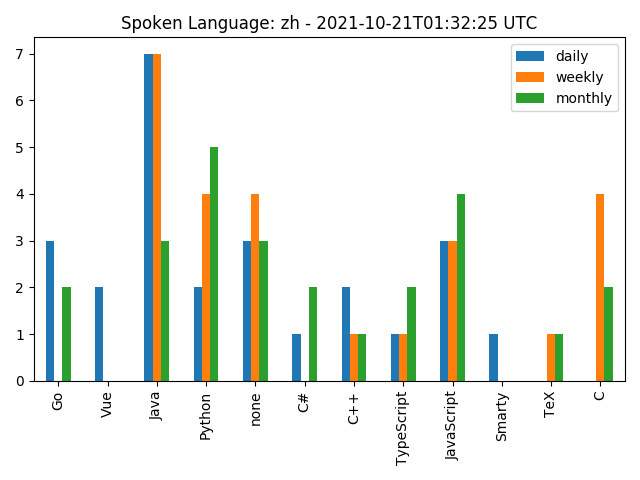 Spoken Language: zh - 2021-10-21T01:32:25 UTC
daily
weekly
monthly
7
6
5
4
3
2
1
0
Go
Vue
Java
Python
none
C#
C++
TypeScript
JavaScript
Smarty
TeX
C